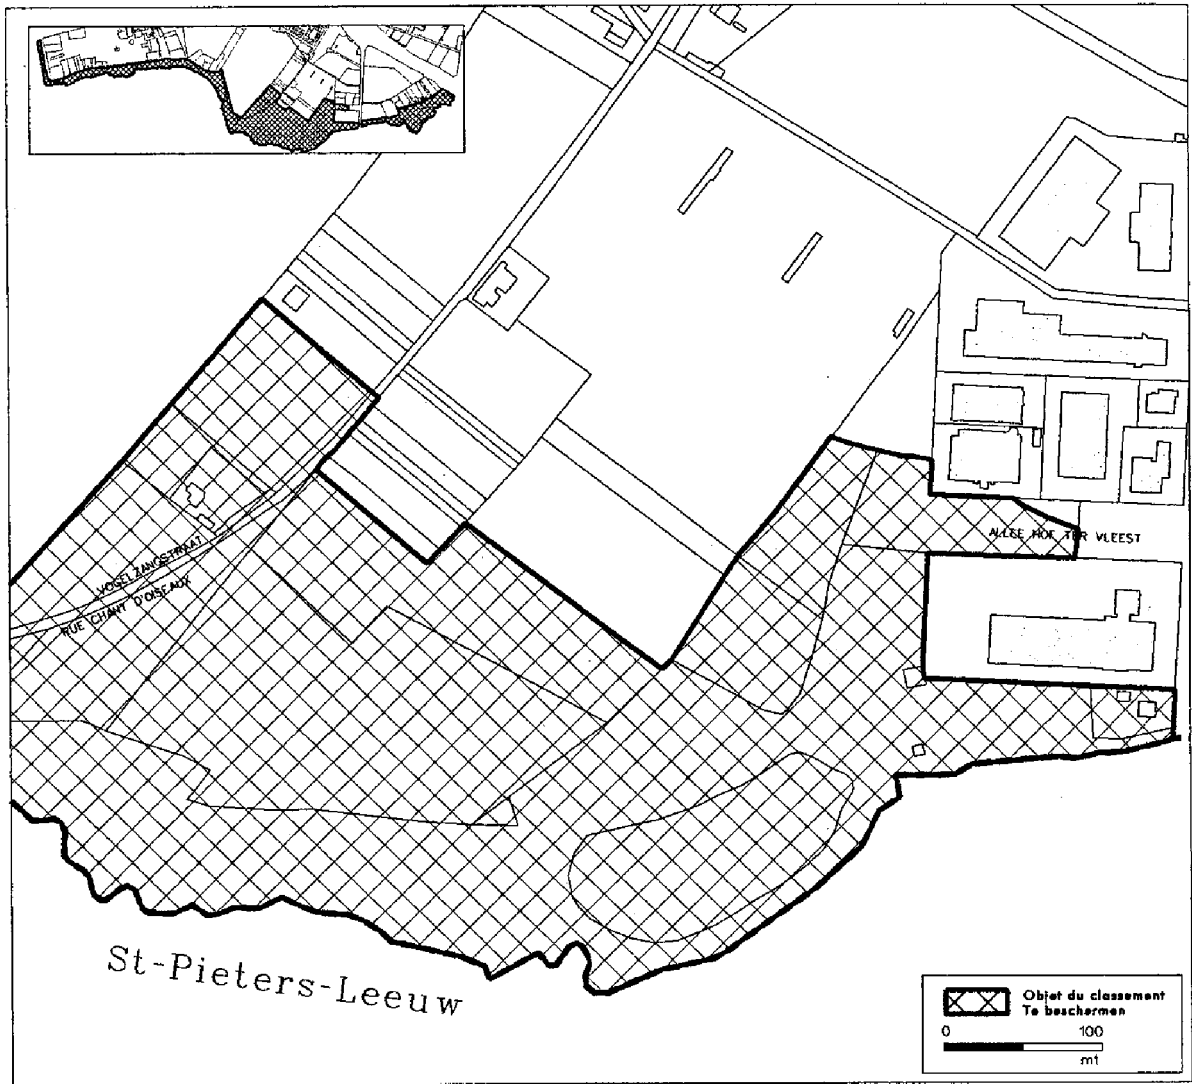 ALLEE HOF TER VLEEST
VOGELZANGSTRAAT
RUE CHANT D'OISEAUX
St-Pieters-Leeuw
Objet du classement
Te beschermen
0 100
mt